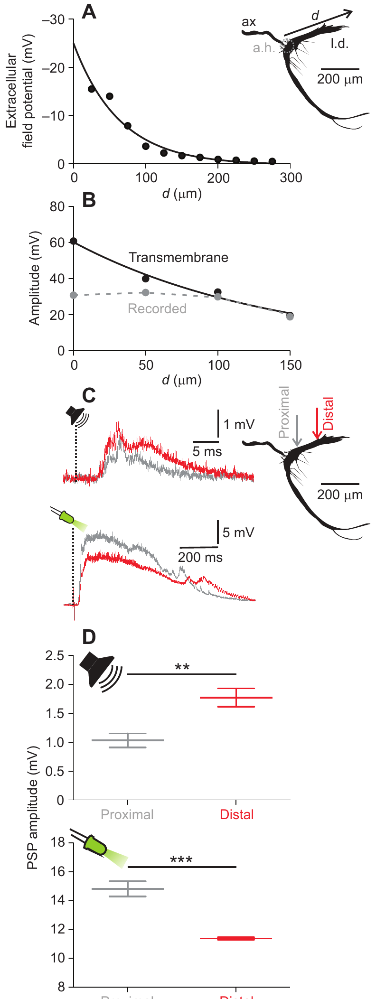 A
–30
–20
–10
0
Extracellular
field potential (mV)
0
100
200
300
d (μm)
ax
d
a.h.
l.d.
200 μm
B
80
60
40
20
0
Amplitude (mV)
Transmembrane
Recorded
0
50
100
150
d (μm)
C
1 mV
5 ms
Proximal
Distal
200 μm
5 mV
200 ms
D
2.5
2.0
1.5
1.0
0.5
0
**
Proximal
Distal
PSP amplitude (mV)
18
16
14
12
10
8
***
Proximal
Distal